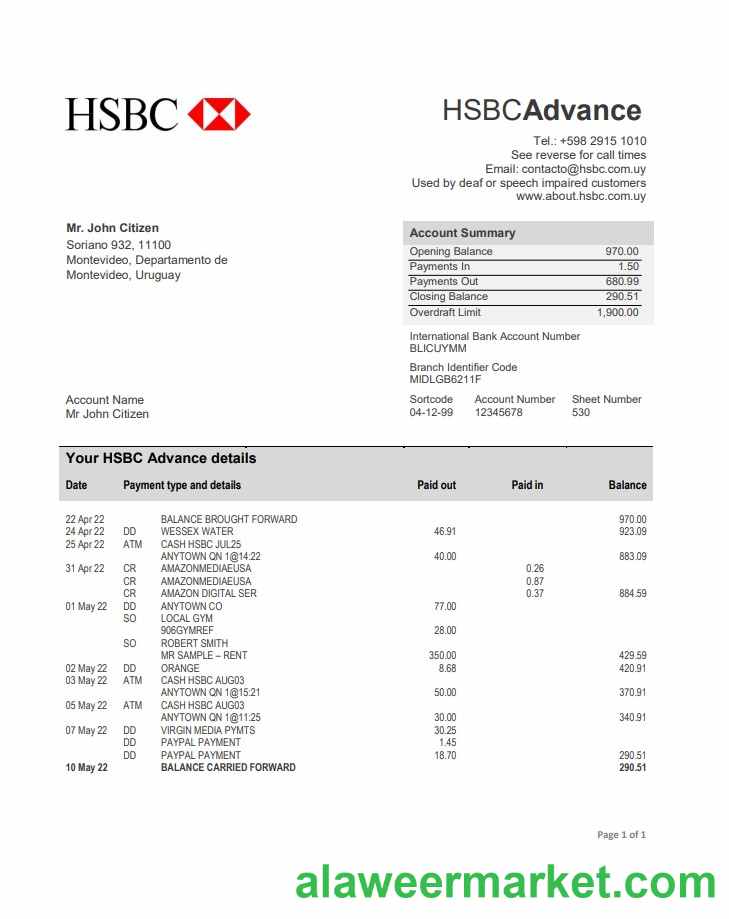 HSBC
HSBCAdvance
Tel.: +598 2915 1010
See reverse for call times
Email: contacto@hsbc.com.uy
Used by deaf or speech impaired customers
www.about.hsbc.com.uy
Mr. John Citizen
Soriano 932, 11100
Montevideo, Departamento de
Montevideo, Uruguay
Account Summary
Opening Balance 970.00
Payments In 1.50
Payments Out 680.99
Closing Balance 290.51
Overdraft Limit 1,900.00
International Bank Account Number
BLICUYMM
Branch Identifier Code
MIDLGB6211F
Account Name
Mr John Citizen
Sortcode Account Number Sheet Number
04-12-99 12345678 530
Your HSBC Advance details
Date Payment type and details Paid out Paid in Balance
22 Apr 22 BALANCE BROUGHT FORWARD 970.00
24 Apr 22 DD WESSEX WATER 46.91 923.09
25 Apr 22 ATM CASH HSBC JUL25
ANYTOWN QN 1@14:22 40.00 883.09
31 Apr 22 CR AMAZONMEDIAEUSA 0.26
CR AMAZONMEDIAEUSA 0.87
CR AMAZON DIGITAL SER 0.37 884.59
01 May 22 DD ANYTOWN CO 77.00
SO LOCAL GYM
906GYMREF 28.00
SO ROBERT SMITH
MR SAMPLE – RENT 350.00 429.59
02 May 22 DD ORANGE 8.68 420.91
03 May 22 ATM CASH HSBC AUG03
ANYTOWN QN 1@15:21 50.00 370.91
05 May 22 ATM CASH HSBC AUG03
ANYTOWN QN 1@11:25 30.00 340.91
07 May 22 DD VIRGIN MEDIA PYMTS 30.25
DD PAYPAL PAYMENT 1.45
DD PAYPAL PAYMENT 18.70 290.51
10 May 22 BALANCE CARRIED FORWARD 290.51
Page 1 of 1
alaweermarket.com